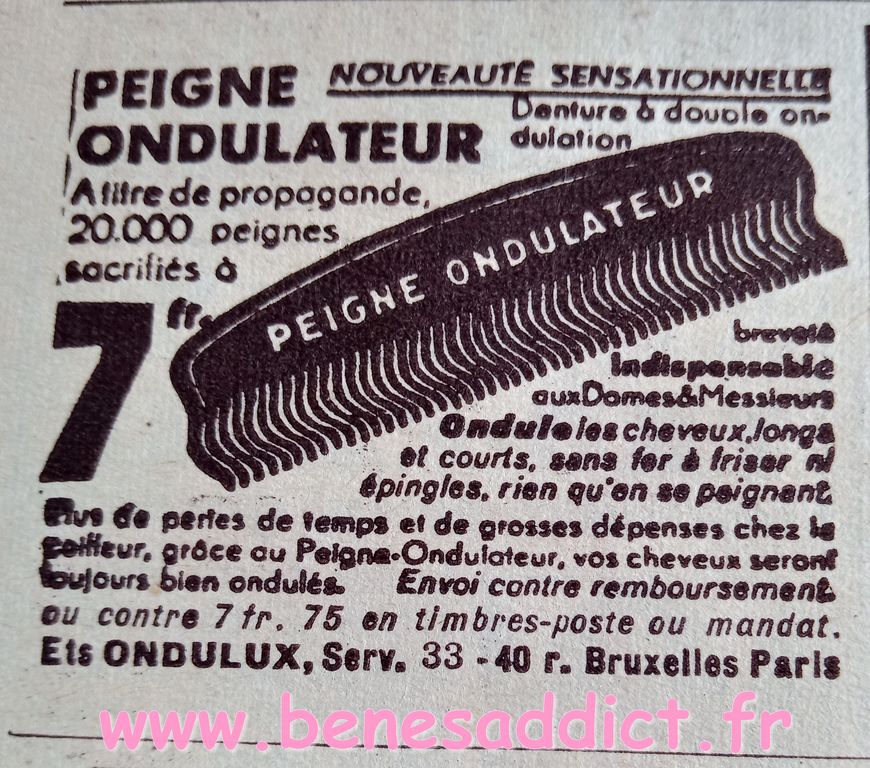 PEIGNE
ONDULATEUR
NOUVEAUTÉ SENSATIONNELLE
Denture à double on-
dulation
A titre de propagande,
20.000 peignes
sacrifiés à
7 fr.
PEIGNE ONDULATEUR
breveté
Indispensable
aux Dames & Messieurs
Ondule les cheveux, longs
et courts, sans fer à friser ni
épingles, rien qu'en se peignant.
Plus de pertes de temps et de grosses dépenses chez le
coiffeur, grâce au Peigne-Ondulateur, vos cheveux seront
toujours bien ondulés. Envoi contre remboursement.
ou contre 7 fr. 75 en timbres-poste ou mandat.
Ets ONDULUX, Serv. 33 - 40 r. Bruxelles Paris
www.benesaddict.fr